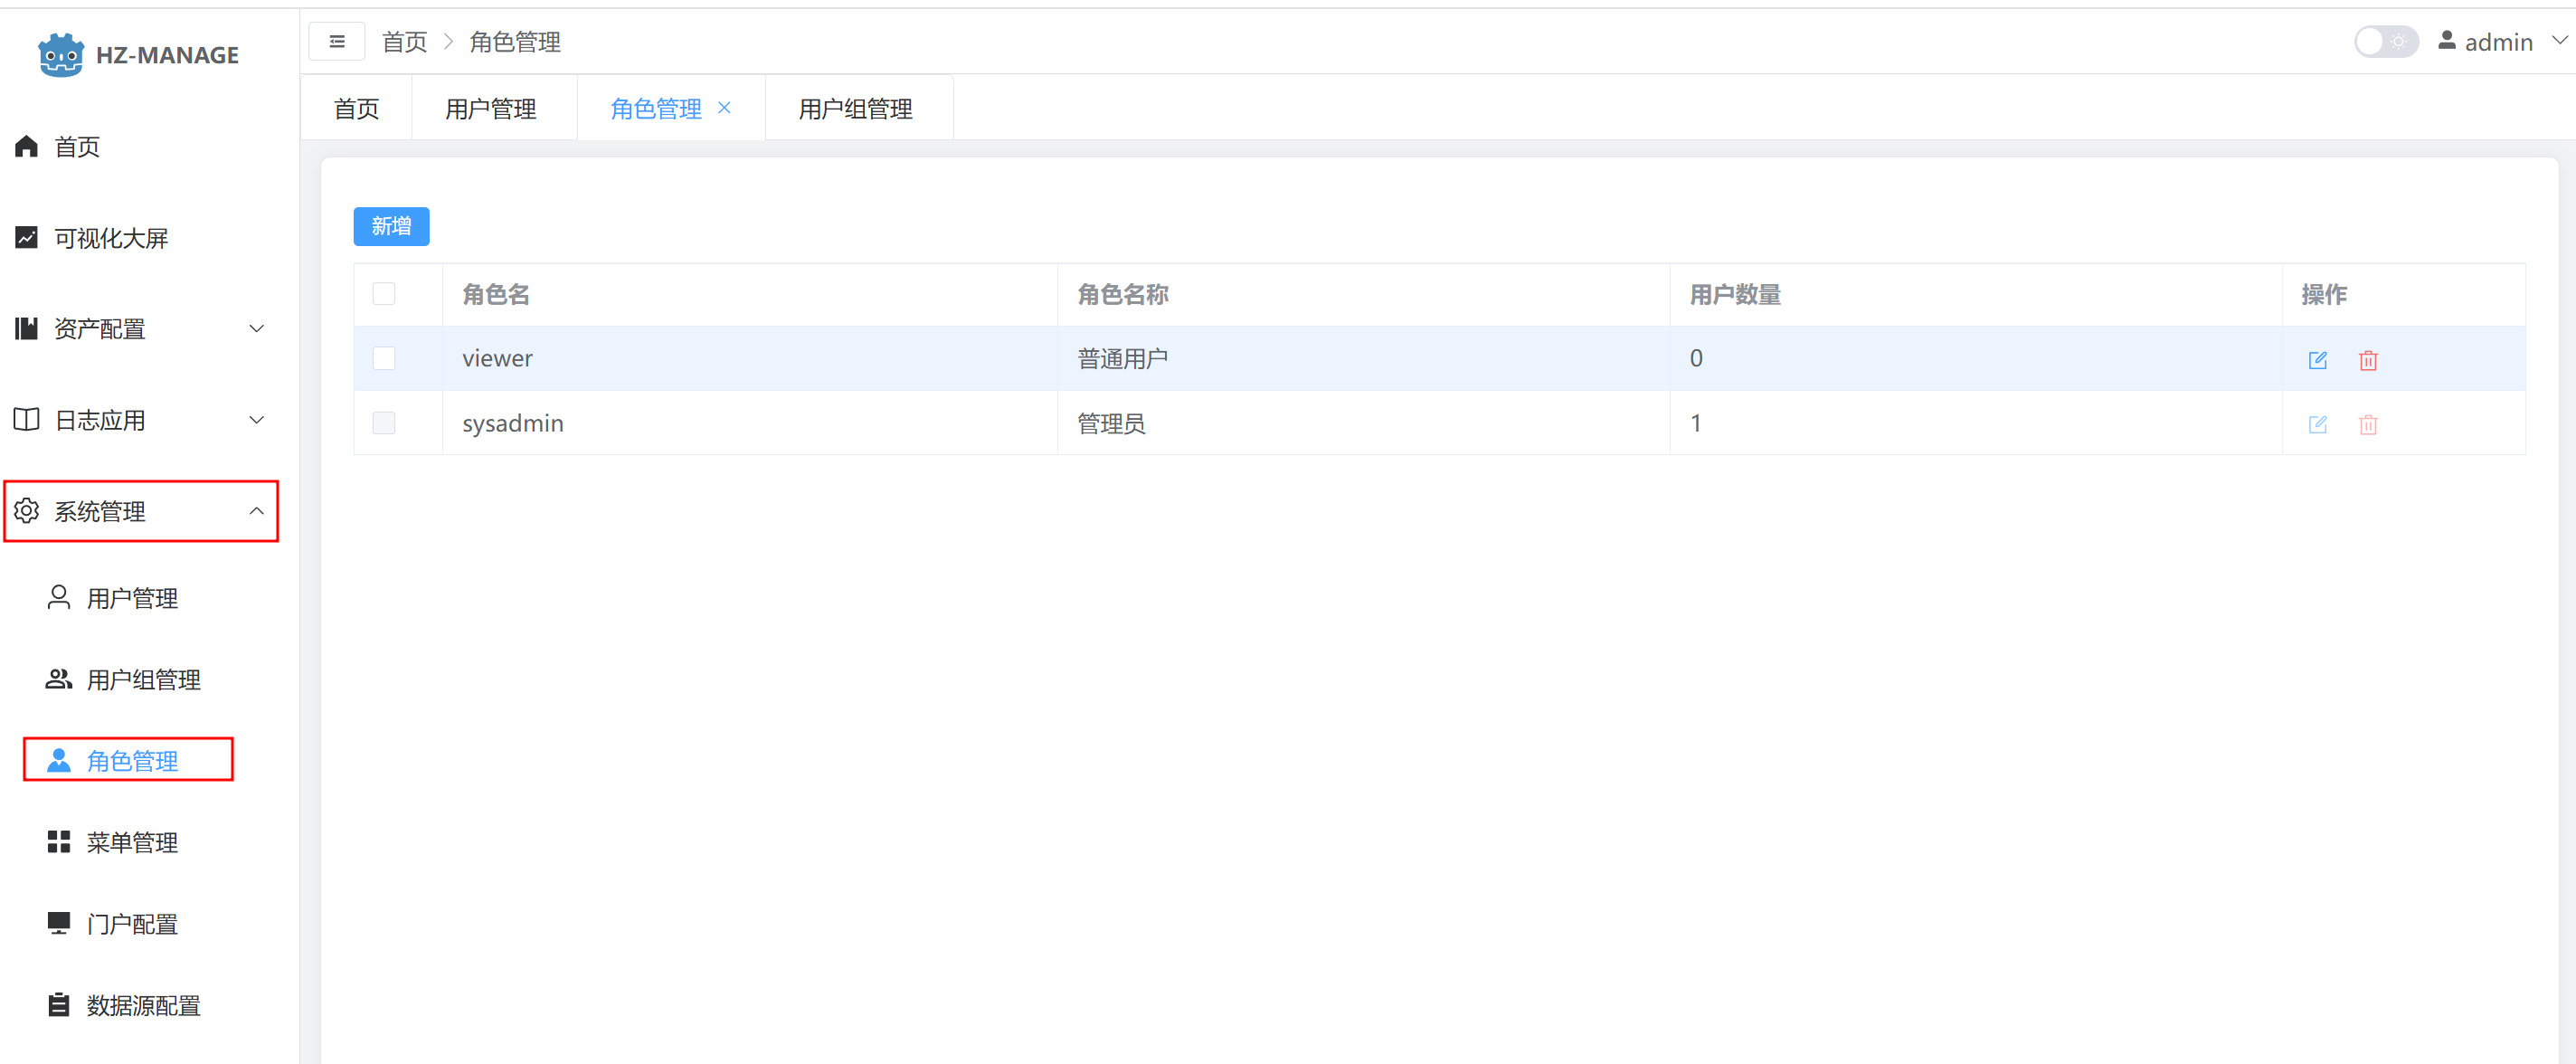 HZ-MANAGE
首页
可视化大屏
资产配置
日志应用
系统管理
用户管理
用户组管理
角色管理
菜单管理
门户配置
数据源配置
首页 角色管理
admin
首页 用户管理 角色管理 用户组管理
新增
角色名 角色名称 用户数量 操作
viewer 普通用户 0
sysadmin 管理员 1